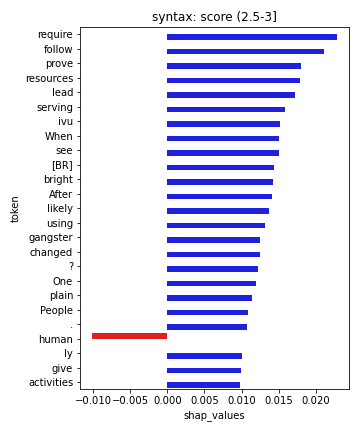 syntax: score (2.5-3]
require
follow
prove
resources
lead
serving
ivu
When
see
[BR]
bright
After
likely
using
gangster
changed
?
One
plain
People
.
human
ly
give
activities
token
−0.010 −0.005 0.000 0.005 0.010 0.015 0.020
shap_values